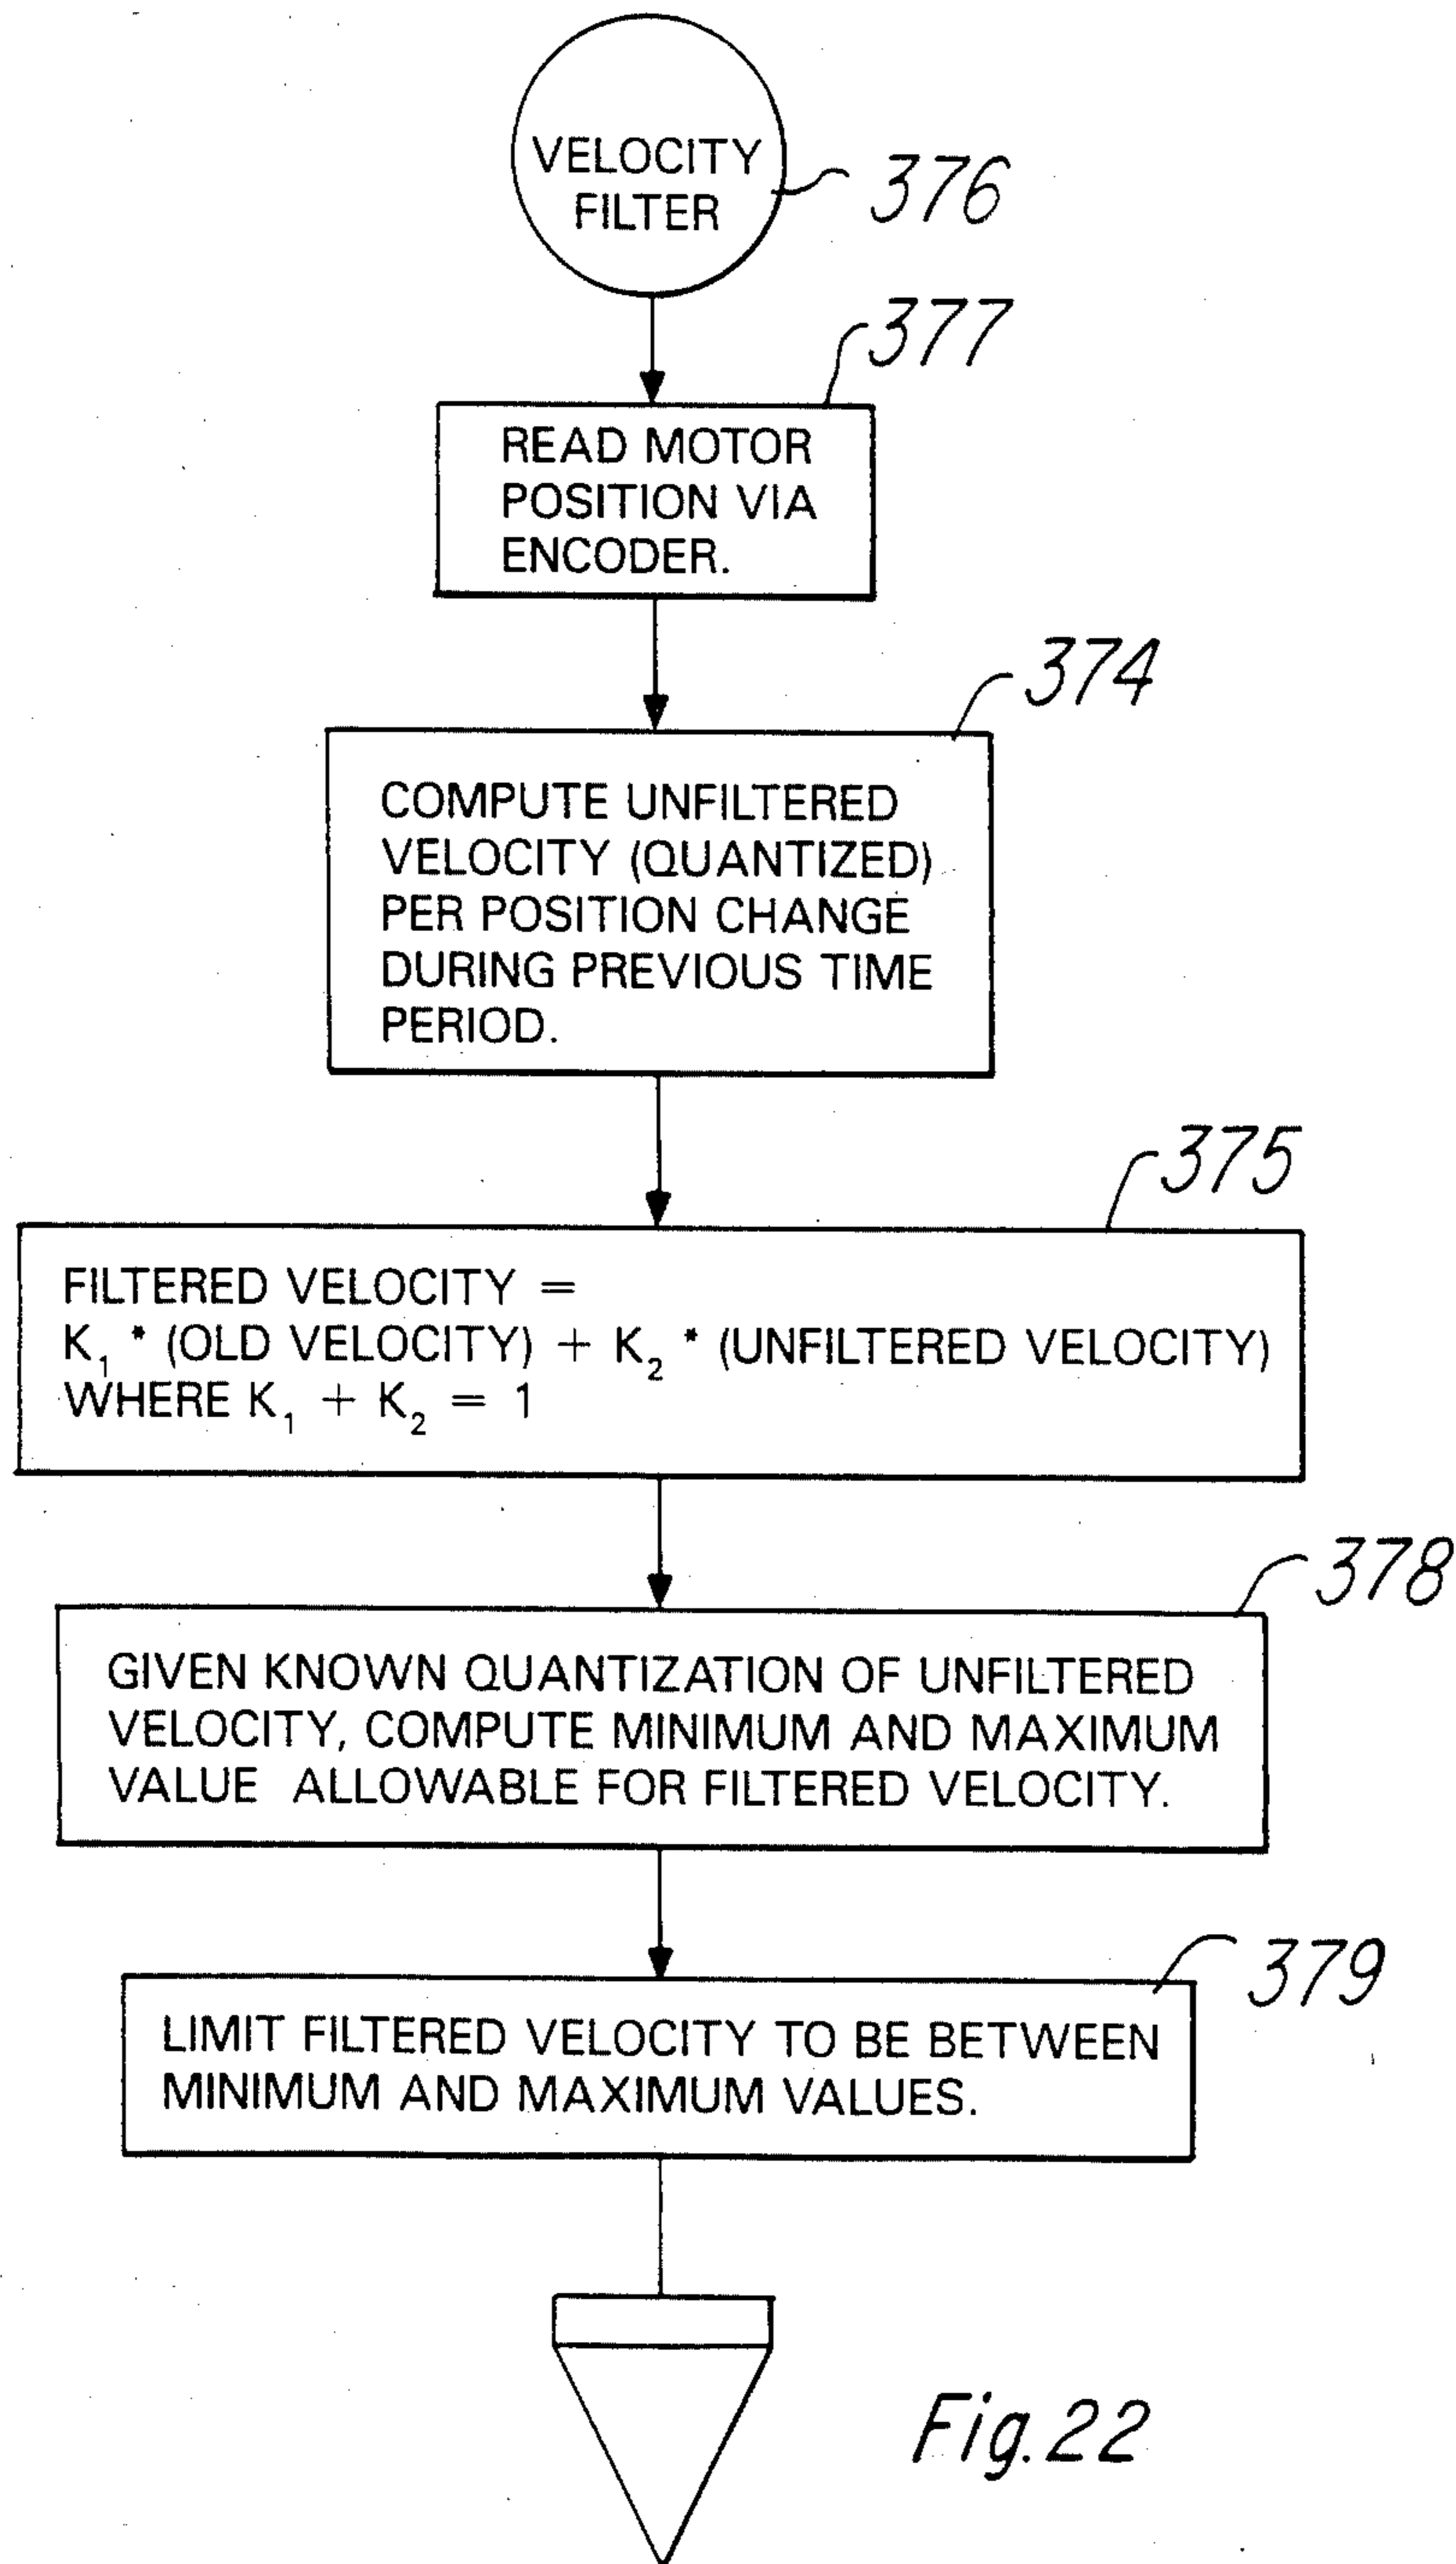 VELOCITY
FILTER
376
377
READ MOTOR
POSITION VIA
ENCODER.
374
COMPUTE UNFILTERED
VELOCITY (QUANTIZED)
PER POSITION CHANGE
DURING PREVIOUS TIME
PERIOD.
375
FILTERED VELOCITY =
K₁ * (OLD VELOCITY) + K₂ * (UNFILTERED VELOCITY)
WHERE K₁ + K₂ = 1
378
GIVEN KNOWN QUANTIZATION OF UNFILTERED
VELOCITY, COMPUTE MINIMUM AND MAXIMUM
VALUE ALLOWABLE FOR FILTERED VELOCITY.
379
LIMIT FILTERED VELOCITY TO BE BETWEEN
MINIMUM AND MAXIMUM VALUES.
Fig. 22